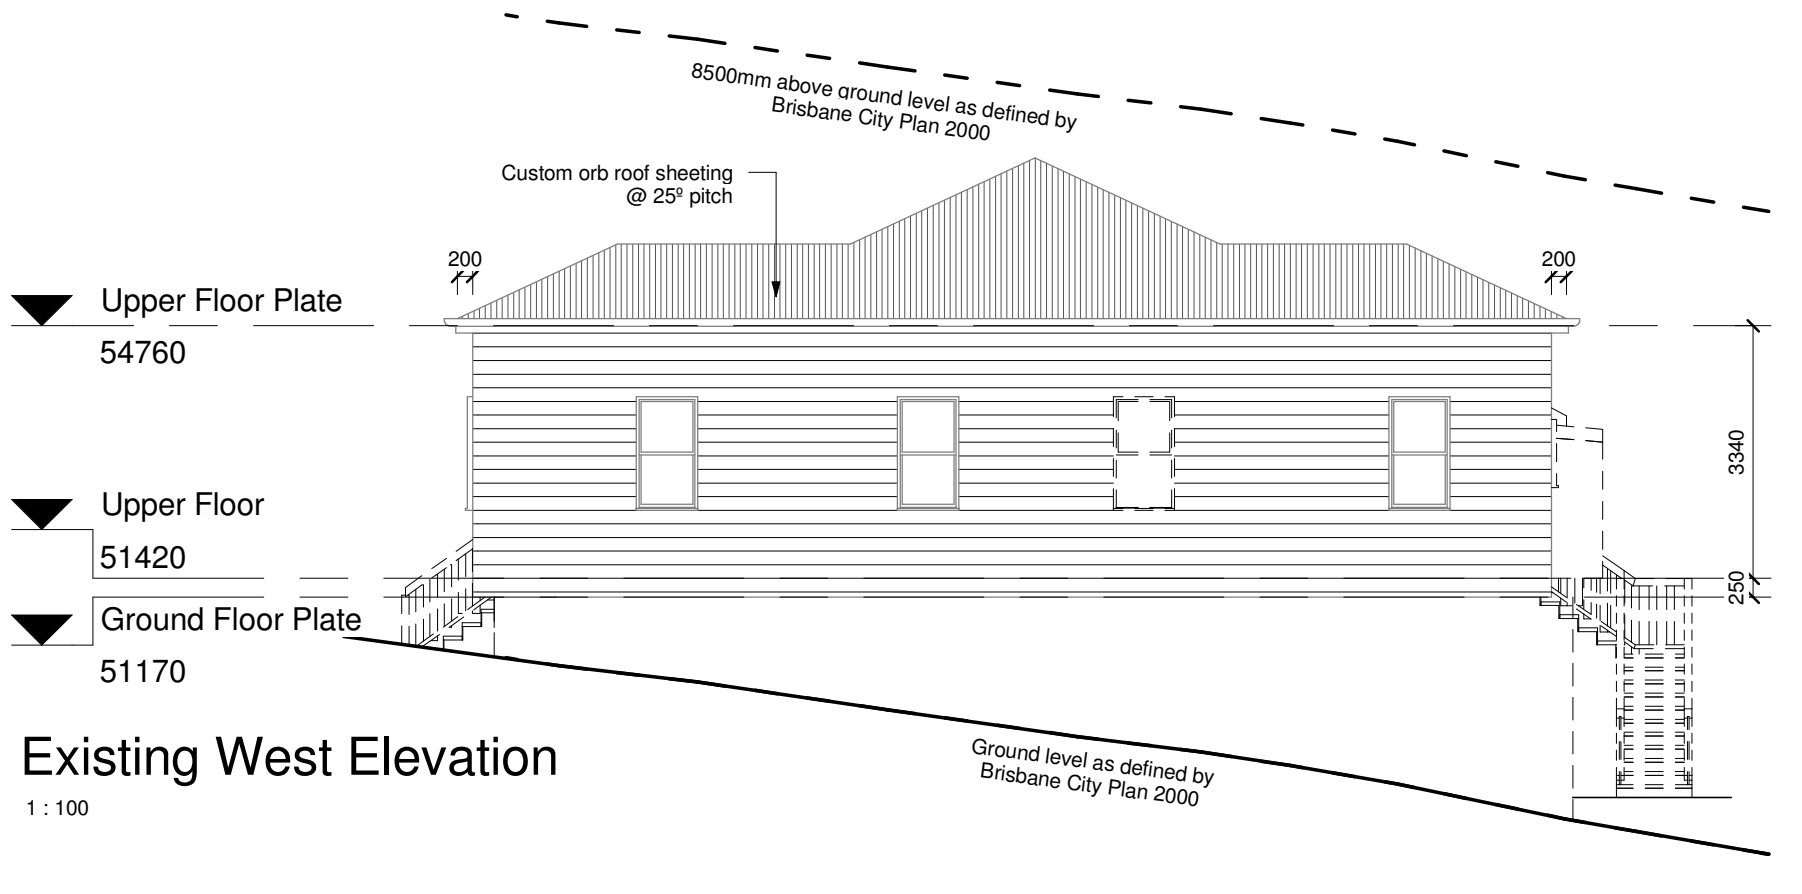 8500mm above ground level as defined by
Brisbane City Plan 2000
Custom orb roof sheeting
@ 25º pitch
200
200
Upper Floor Plate
54760
3340
Upper Floor
51420
250
Ground Floor Plate
51170
Existing West Elevation
1 : 100
Ground level as defined by
Brisbane City Plan 2000